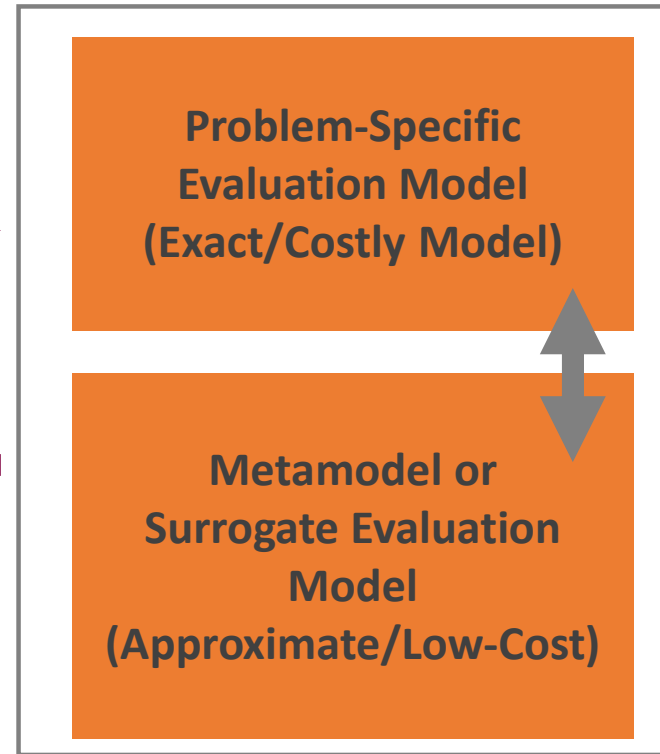 Problem-Specific
Evaluation Model
(Exact/Costly Model)
Metamodel or
Surrogate Evaluation
Model
(Approximate/Low-Cost)